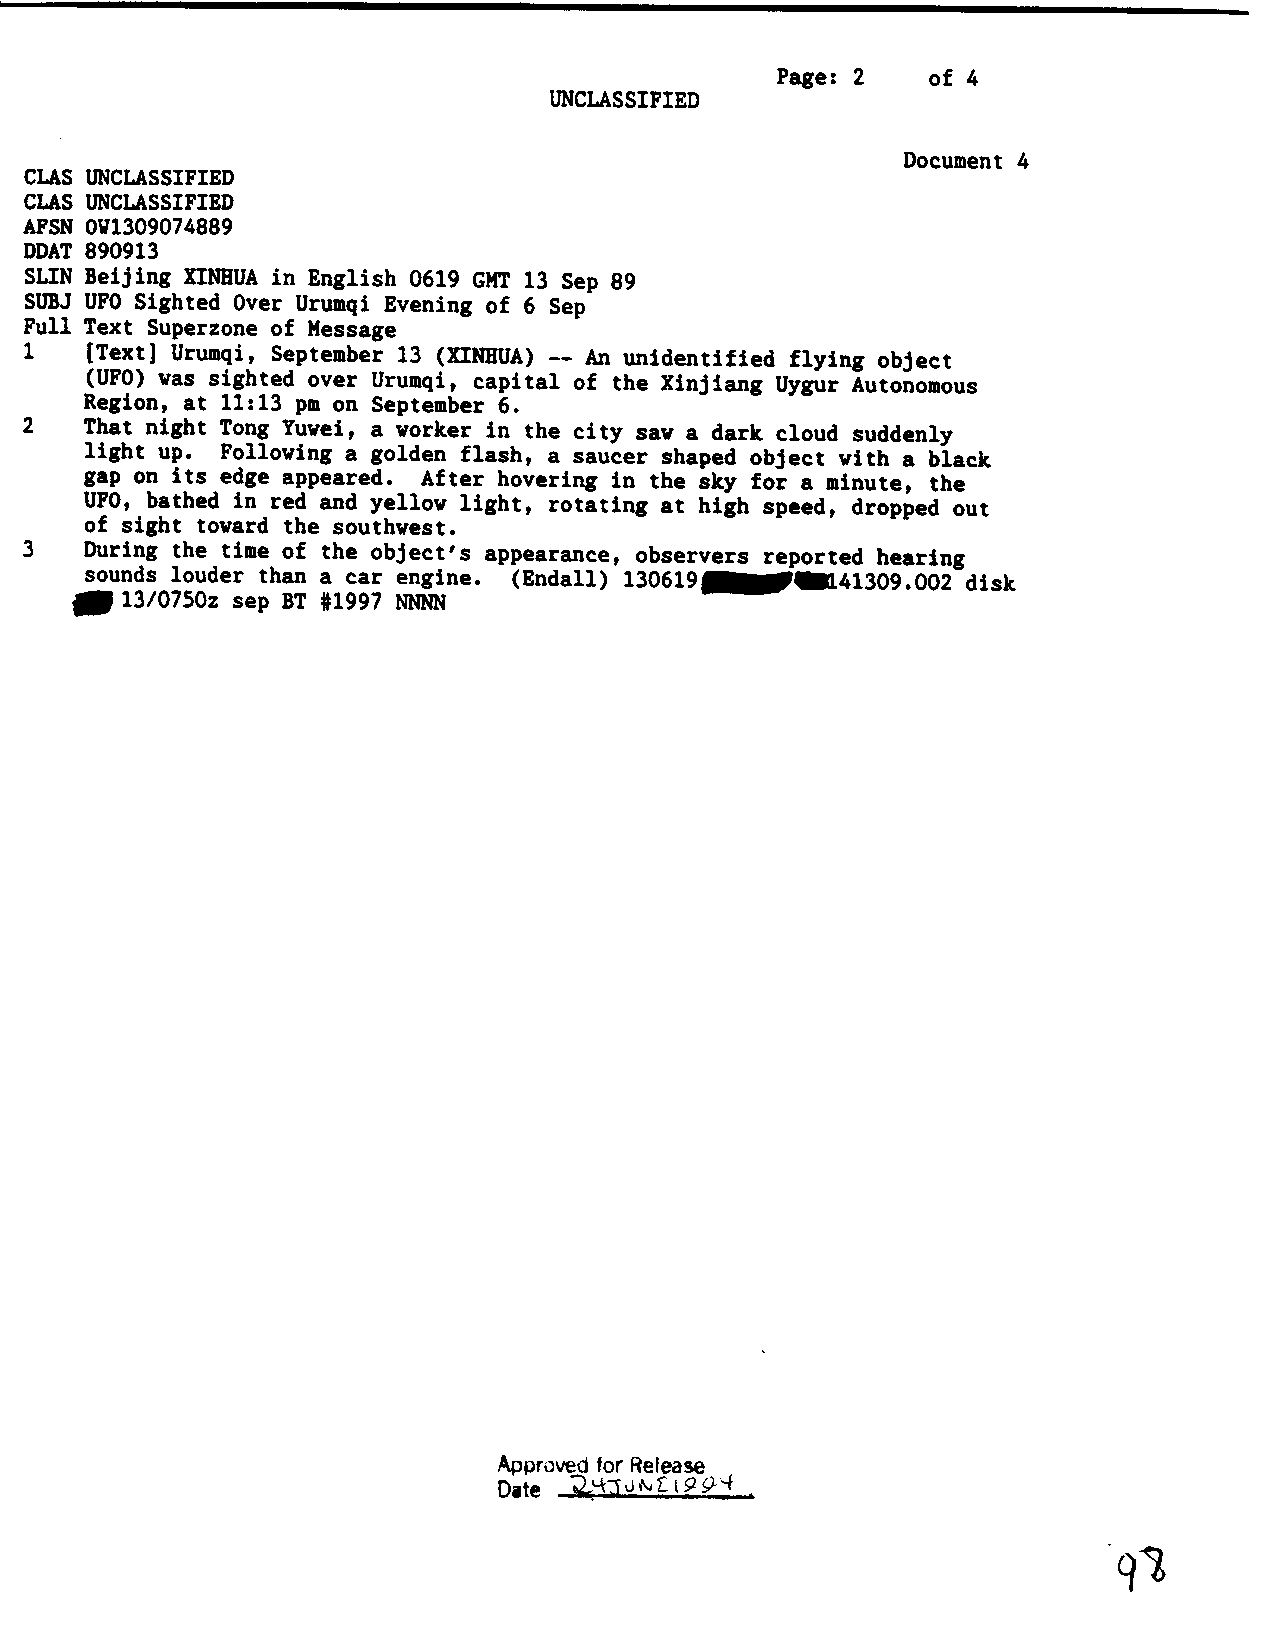 Page: 2 of 4
UNCLASSIFIED
Document 4
CLAS UNCLASSIFIED
CLAS UNCLASSIFIED
AFSN OW1309074889
DDAT 890913
SLIN Beijing XINHUA in English 0619 GMT 13 Sep 89
SUBJ UFO Sighted Over Urumqi Evening of 6 Sep
Full Text Superzone of Message
1 [Text] Urumqi, September 13 (XINHUA) -- An unidentified flying object
(UFO) was sighted over Urumqi, capital of the Xinjiang Uygur Autonomous
Region, at 11:13 pm on September 6.
2 That night Tong Yuwei, a worker in the city saw a dark cloud suddenly
light up. Following a golden flash, a saucer shaped object with a black
gap on its edge appeared. After hovering in the sky for a minute, the
UFO, bathed in red and yellow light, rotating at high speed, dropped out
of sight toward the southwest.
3 During the time of the object's appearance, observers reported hearing
sounds louder than a car engine. (Endall) 130619 141309.002 disk
13/0750z sep BT #1997 NNNN
Approved for Release
Date 24JUNE1994
98